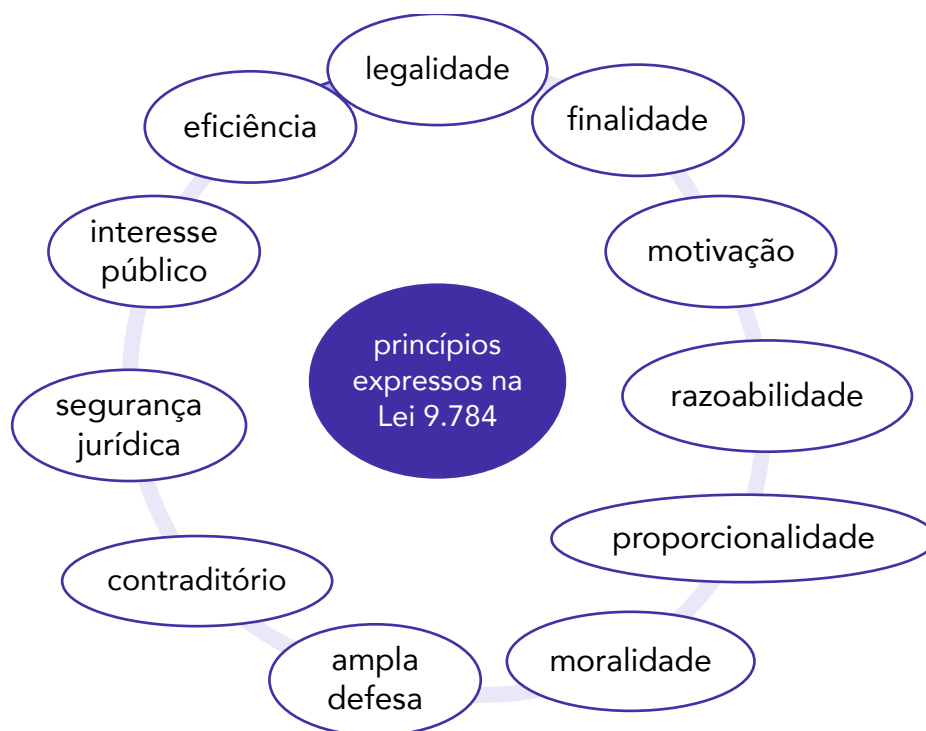 legalidade
finalidade
motivação
razoabilidade
proporcionalidade
moralidade
ampla
defesa
contraditório
segurança
jurídica
interesse
público
eficiência
princípios
expressos na
Lei 9.784